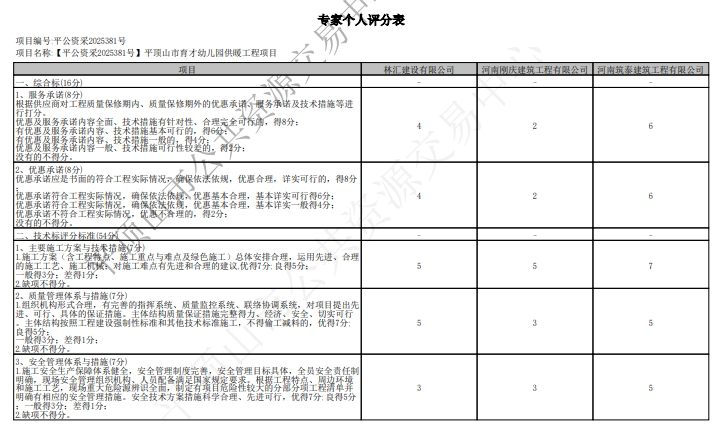 专家个人评分表
项目编号:平公资采2025381号
项目名称:【平公资采2025381号】平顶山市育才幼儿园供暖工程项目
项目 林汇建设有限公司 河南刚庆建筑工程有限公司 河南筑泰建筑工程有限公司
一、综合标(16分) - - -
1、服务承诺(8分)
根据供应商对工程质量保修期内、质量保修期外的优惠承诺、服务承诺及技术措施等进
行打分。
优惠及服务承诺内容全面、技术措施有针对性、合理完全可行的，得8分;
有优惠及服务承诺内容、技术措施基本可行的，得6分;
有优惠及服务承诺内容、技术措施一般的，得4分;
优惠及服务承诺内容一般、技术措施可行性较差的，得2分;
没有的不得分。
4 2 6
2、优惠承诺(8分)
优惠承诺应是书面的符合工程实际情况，确保依法依规，优惠合理，详实可行的，得8分
;
优惠承诺符合工程实际情况，确保依法依规，优惠基本合理，基本详实可行得6分;
优惠承诺符合工程实际情况，确保依法依规，优惠基本合理，基本详实一般得4分;
优惠承诺不符合工程实际情况，优惠不合理的，得2分;
没有的不得分。
4 2 6
二、技术标评分标准(54分) - - -
1、主要施工方案与技术措施(7分)
1.施工方案（含工程特点、施工重点与难点及绿色施工）总体安排合理，运用先进、合理
的施工工艺、施工机械，对施工难点有先进和合理的建议,优得7分;良得5分;
一般得3分;差得1分;
2.缺项不得分。
5 5 7
2、质量管理体系与措施(7分)
1.组织机构形式合理，有完善的指挥系统、质量监控系统、联络协调系统，对项目提出先
进、可行、具体的保证措施。主体结构质量保证措施完整得力、经济、安全、切实可行
。主体结构按照工程建设强制性标准和其他技术标准施工，不得偷工减料的，优得7分;
良得5分;
一般得3分;差得1分;
2.缺项不得分。
5 3 5
3、安全管理体系与措施(7分)
1.施工安全生产保障体系健全，安全管理制度完善，安全管理目标具体，全员安全责任制
明确，现场安全管理组织机构、人员配备满足国家规定要求。根据工程特点、周边环境
和施工工艺，现场重大危险源辨识全面，制定有项目危险性较大的分部分项工程清单并
明确有相应的安全管理措施。安全技术方案措施科学合理、先进可行，优得7分;良得5分
;一般得3分;差得1分;
2.缺项不得分。
3 3 5
平顶山市公共资源交易中心